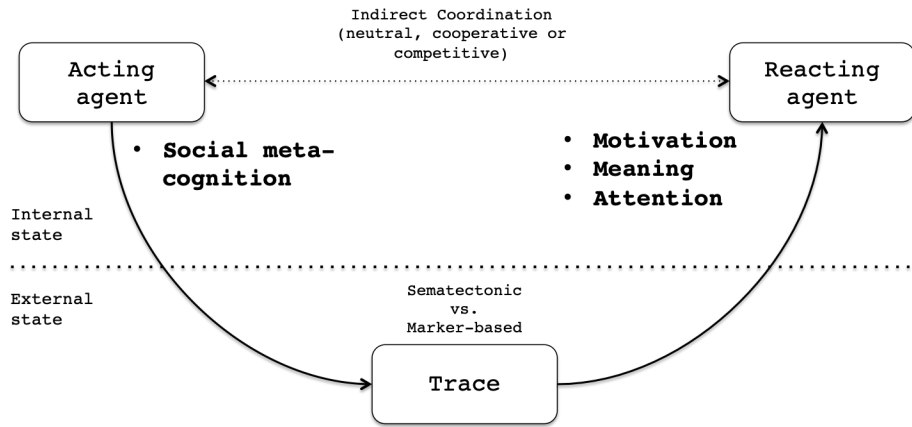 Indirect Coordination
(neutral, cooperative or
competitive)
Acting
agent
Reacting
agent
• Social meta-
cognition
• Motivation
• Meaning
• Attention
Internal
state
External
state
Sematectonic
vs.
Marker-based
Trace